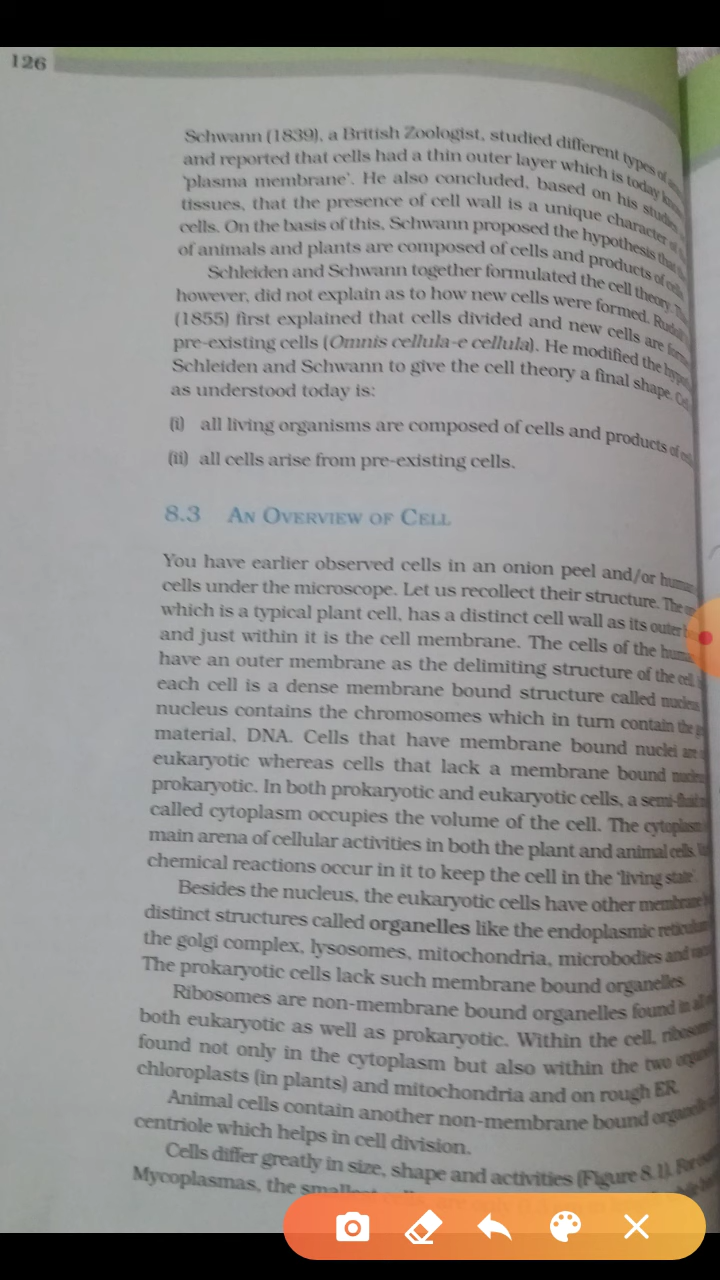 126
Schwann (1839), a British Zoologist, studied different types of
and reported that cells had a thin outer layer which is today
'plasma membrane'. He also concluded, based on his studies
tissues, that the presence of cell wall is a unique character of
cells. On the basis of this, Schwann proposed the hypothesis that
of animals and plants are composed of cells and products of
Schleiden and Schwann together formulated the cell theory.
however, did not explain as to how new cells were formed.
(1855) first explained that cells divided and new cells are
pre-existing cells (Omnis cellula-e cellula). He modified the
Schleiden and Schwann to give the cell theory a final shape.
as understood today is:
(i) all living organisms are composed of cells and products of
(ii) all cells arise from pre-existing cells.
8.3 AN OVERVIEW OF CELL
You have earlier observed cells in an onion peel and/or
cells under the microscope. Let us recollect their structure. The
which is a typical plant cell, has a distinct cell wall as its outer
and just within it is the cell membrane. The cells of the
have an outer membrane as the delimiting structure of the cell.
each cell is a dense membrane bound structure called
nucleus contains the chromosomes which in turn contain the
material, DNA. Cells that have membrane bound nuclei are
eukaryotic whereas cells that lack a membrane bound
prokaryotic. In both prokaryotic and eukaryotic cells, a semi-fluid
called cytoplasm occupies the volume of the cell. The cytoplasm
main arena of cellular activities in both the plant and animal cells.
chemical reactions occur in it to keep the cell in the 'living state'.
Besides the nucleus, the eukaryotic cells have other membrane
distinct structures called organelles like the endoplasmic reticulum
the golgi complex, lysosomes, mitochondria, microbodies and
The prokaryotic cells lack such membrane bound organelles.
Ribosomes are non-membrane bound organelles found in all
both eukaryotic as well as prokaryotic. Within the cell,
found not only in the cytoplasm but also within the two
chloroplasts (in plants) and mitochondria and on rough ER.
Animal cells contain another non-membrane bound organelle
centriole which helps in cell division.
Cells differ greatly in size, shape and activities (Figure 8.1). For
Mycoplasmas, the smallest